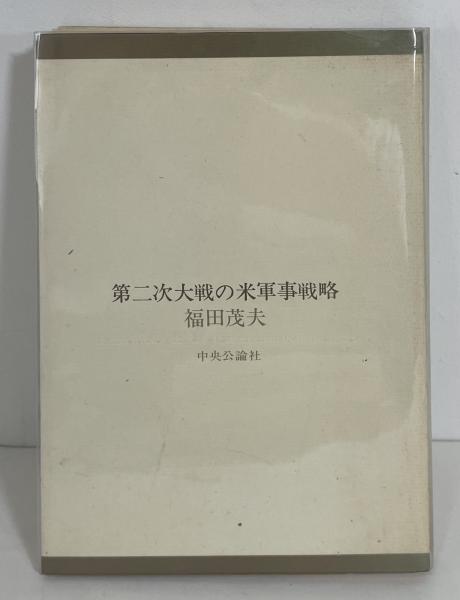 第二次大戦の米軍事戦略
福田茂夫
中央公論社